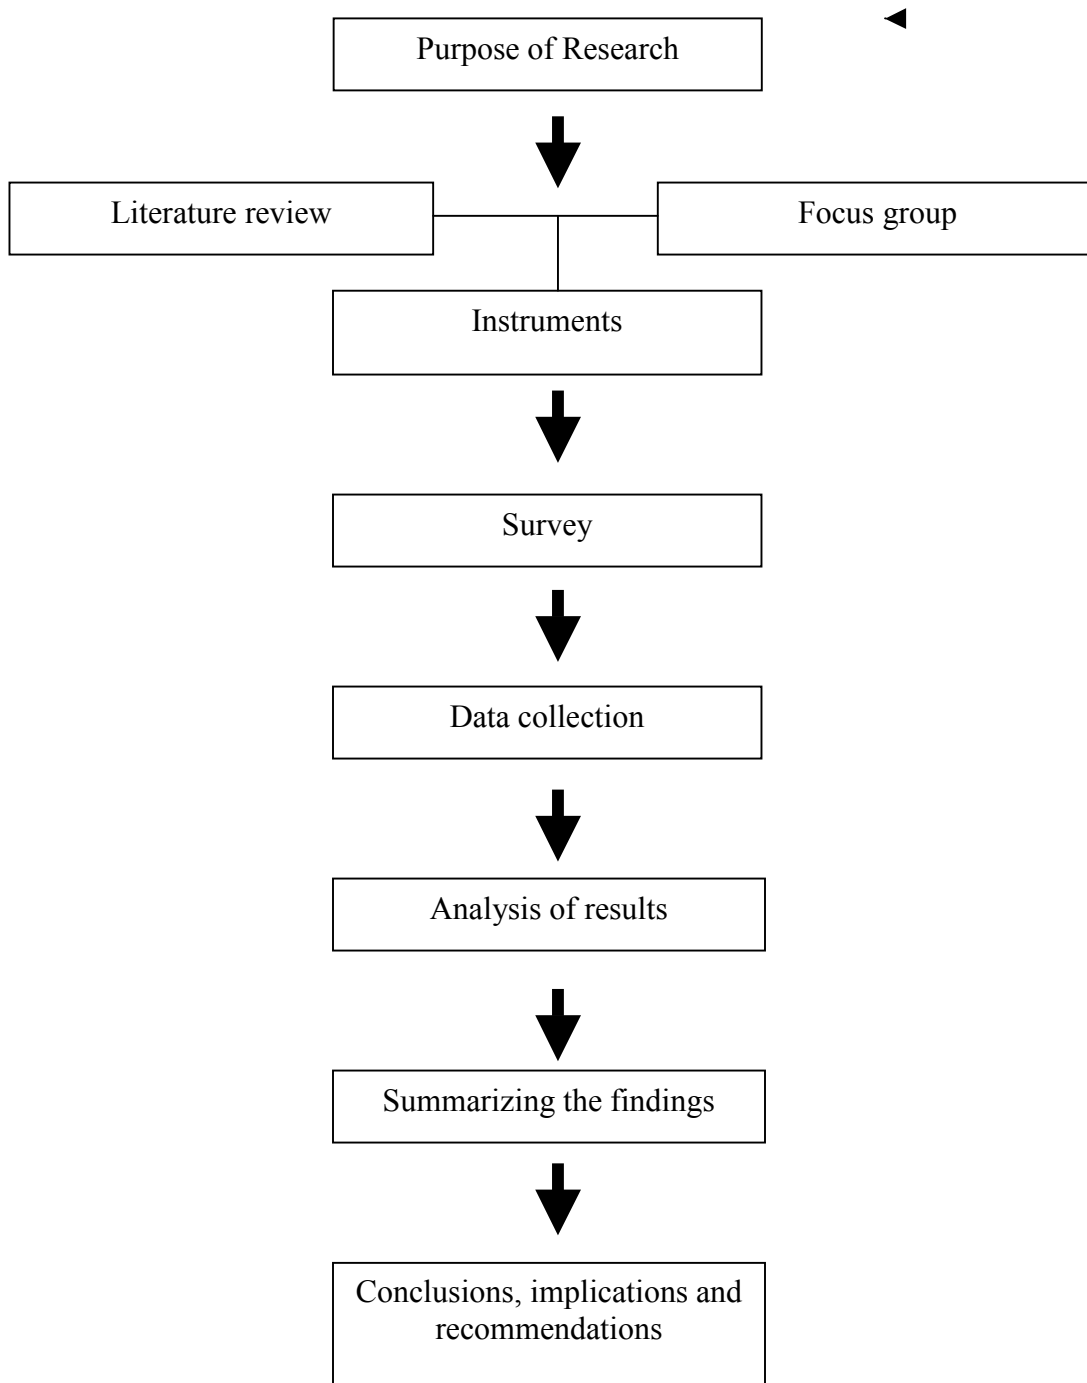 Purpose of Research
Literature review
Focus group
Instruments
Survey
Data collection
Analysis of results
Summarizing the findings
Conclusions, implications and
recommendations